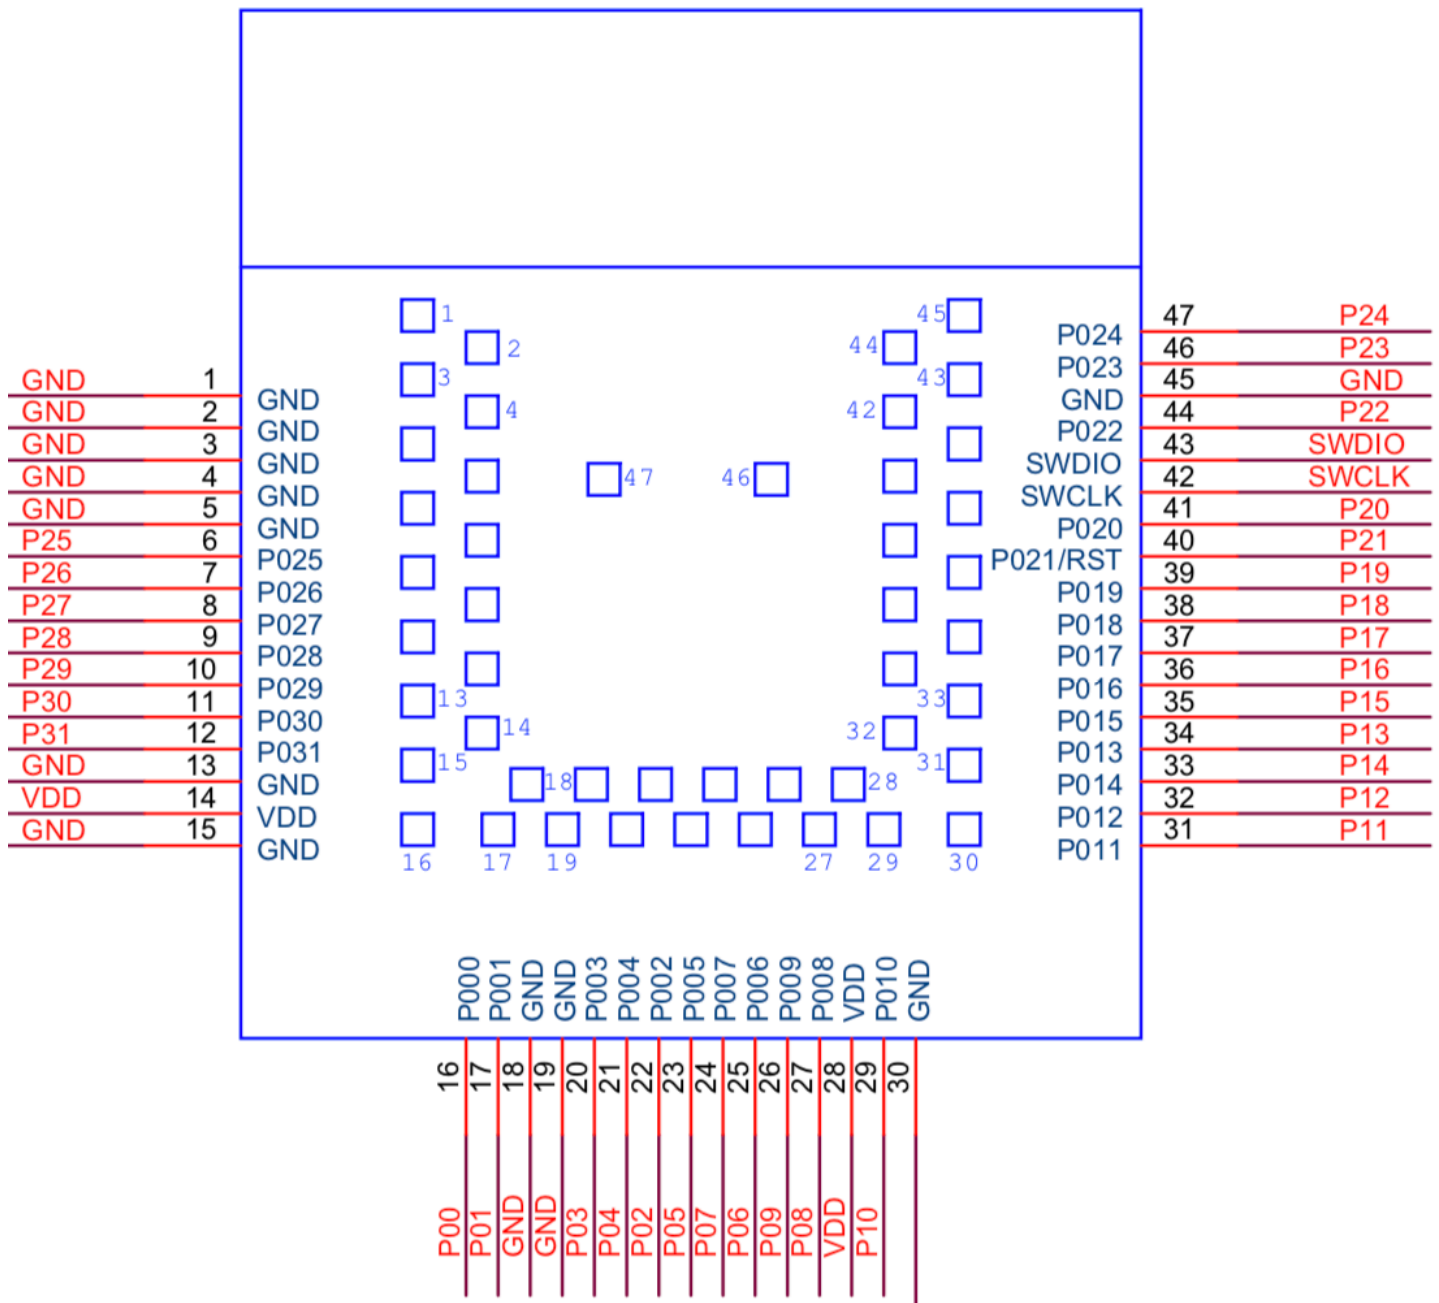 GND 1 GND
GND 2 GND
GND 3 GND
GND 4 GND
GND 5 GND
P25 6 P025
P26 7 P026
P27 8 P027
P28 9 P028
P29 10 P029
P30 11 P030
P31 12 P031
GND 13 GND
VDD 14 VDD
GND 15 GND
1
2
3
4
13
14
15
16
17
18
19
27
28
29
30
31
32
33
42
43
44
45
46
47
P024 47 P24
P023 46 P23
GND 45 GND
P022 44 P22
SWDIO 43 SWDIO
SWCLK 42 SWCLK
P020 41 P20
P021/RST 40 P21
P019 39 P19
P018 38 P18
P017 37 P17
P016 36 P16
P015 35 P15
P013 34 P13
P014 33 P14
P012 32 P12
P011 31 P11
P000 16 P00
P001 17 P01
GND 18 GND
GND 19 GND
P003 20 P03
P004 21 P04
P002 22 P02
P005 23 P05
P007 24 P07
P006 25 P06
P009 26 P09
P008 27 P08
VDD 28 VDD
P010 29 P10
GND 30